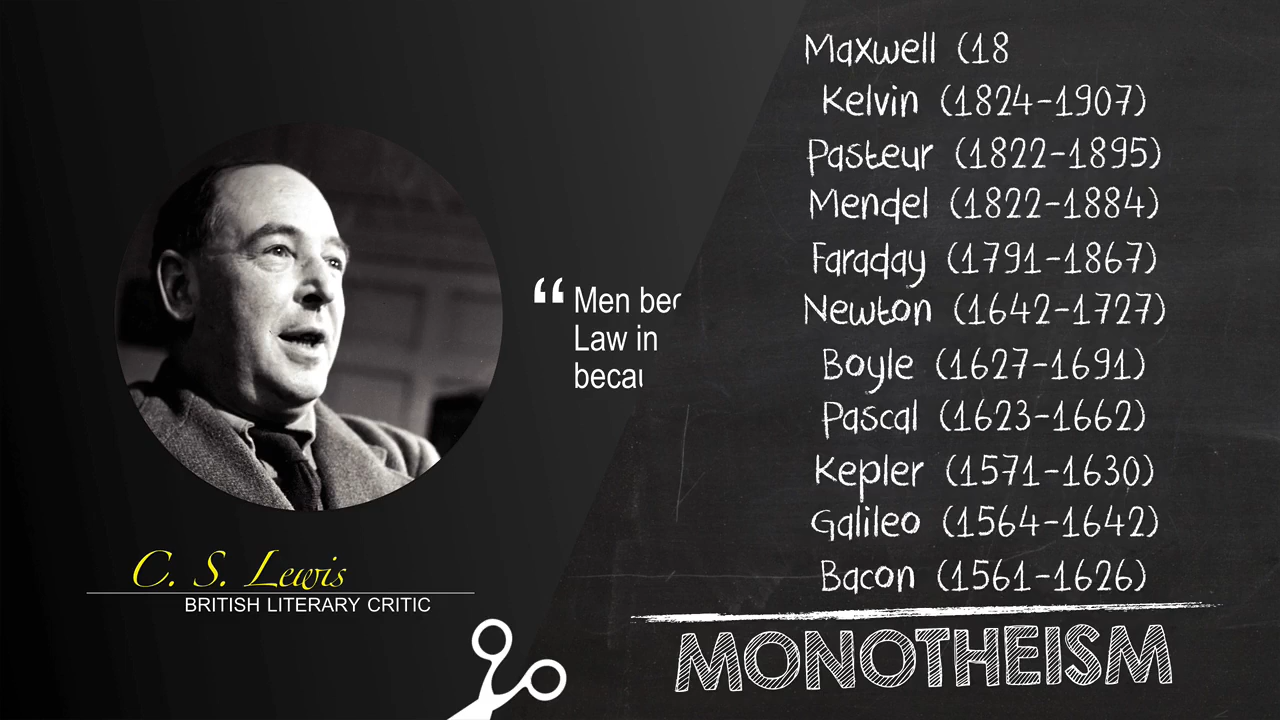 C. S. Lewis
BRITISH LITERARY CRITIC
“ Men bec
Law in
becau
Maxwell (18
Kelvin (1824-1907)
Pasteur (1822-1895)
Mendel (1822-1884)
Faraday (1791-1867)
Newton (1642-1727)
Boyle (1627-1691)
Pascal (1623-1662)
Kepler (1571-1630)
Galileo (1564-1642)
Bacon (1561-1626)
MONOTHEISM